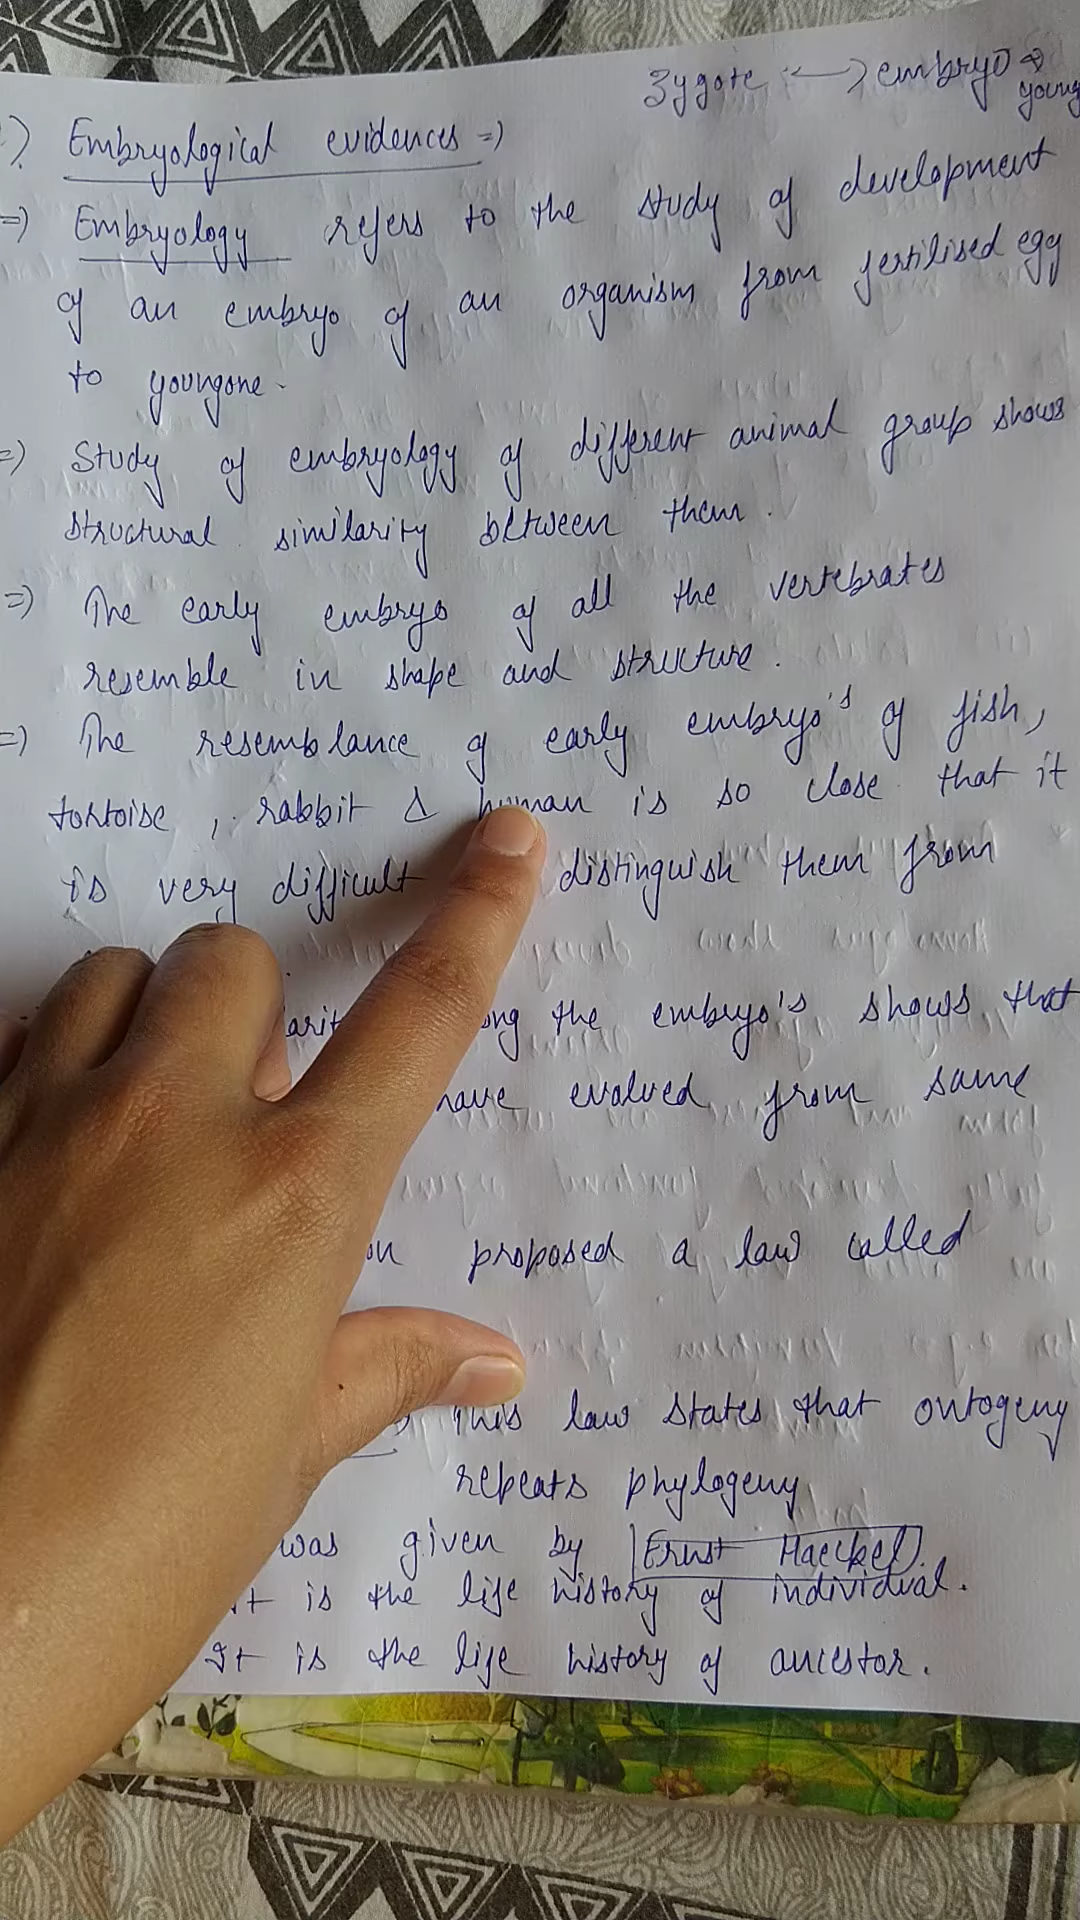 Zygote <-> embryo →
young
) Embryological evidences =)
=) Embryology refers to the study of development
of an embryo of an organism from fertilised egg
to youngone.
=) Study of embryology of different animal group shows
structural similarity between them.
=) The early embryo of all the vertebrates
resemble in shape and structure.
=) The resemblance of early embryo's of fish,
tortoise, rabbit & human is so close that it
is very difficult distinguish them from
the embryo's shows that
have evolved from same
proposed a law called
This law states that ontogeny
repeats phylogeny
was given by Ernst Haeckel.
It is the life history of individual.
It is the life history of ancestor.